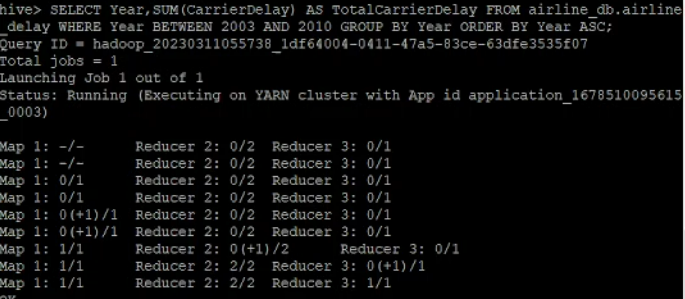 hive> SELECT Year,SUM(CarrierDelay) AS TotalCarrierDelay FROM airline_db.airline
_delay WHERE Year BETWEEN 2003 AND 2010 GROUP BY Year ORDER BY Year ASC;
Query ID = hadoop_20230311055738_1df64004-0411-47a5-83ce-63dfe3535f07
Total jobs = 1
Launching Job 1 out of 1
Status: Running (Executing on YARN cluster with App id application_1678510095615
_0003)
Map 1: -/- Reducer 2: 0/2 Reducer 3: 0/1
Map 1: -/- Reducer 2: 0/2 Reducer 3: 0/1
Map 1: 0/1 Reducer 2: 0/2 Reducer 3: 0/1
Map 1: 0/1 Reducer 2: 0/2 Reducer 3: 0/1
Map 1: 0(+1)/1 Reducer 2: 0/2 Reducer 3: 0/1
Map 1: 0(+1)/1 Reducer 2: 0/2 Reducer 3: 0/1
Map 1: 1/1 Reducer 2: 0(+1)/2 Reducer 3: 0/1
Map 1: 1/1 Reducer 2: 2/2 Reducer 3: 0(+1)/1
Map 1: 1/1 Reducer 2: 2/2 Reducer 3: 1/1